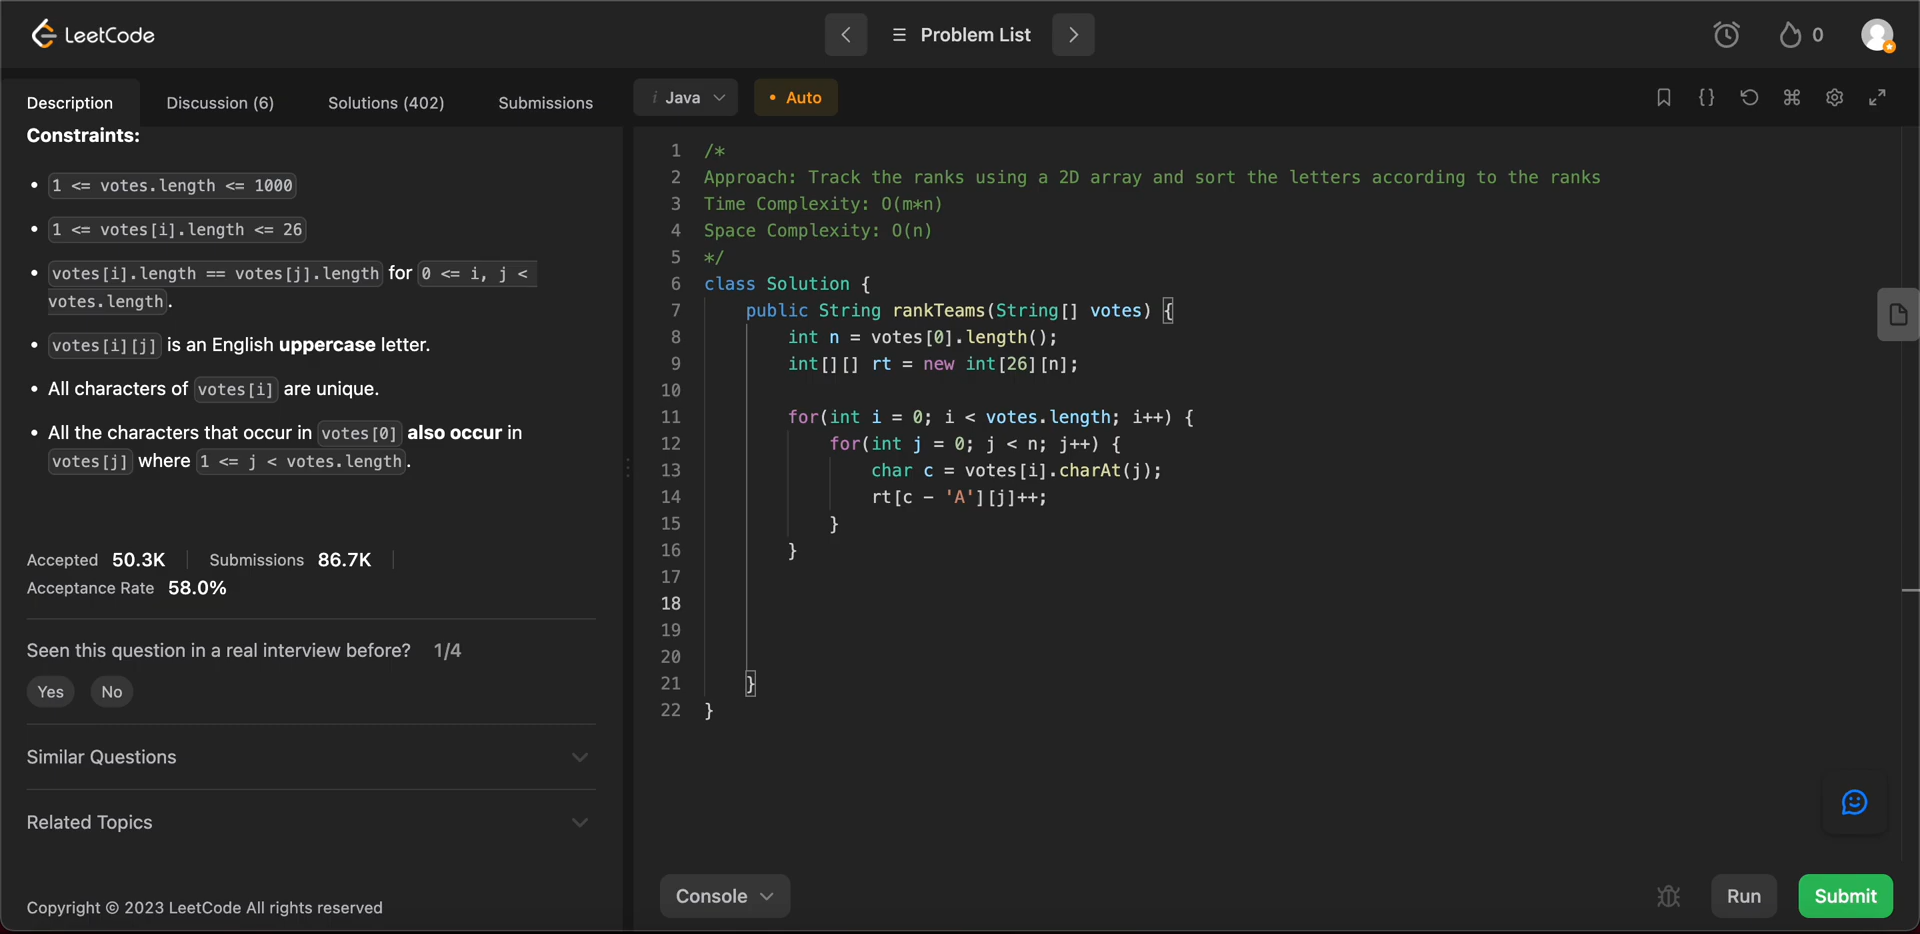 LeetCode
Problem List
0
Description
Discussion (6)
Solutions (402)
Submissions
Constraints:
• 1 <= votes.length <= 1000
• 1 <= votes[i].length <= 26
• votes[i].length == votes[j].length for 0 <= i, j <
votes.length.
• votes[i][j] is an English uppercase letter.
• All characters of votes[i] are unique.
• All the characters that occur in votes[0] also occur in
votes[j] where 1 <= j < votes.length.
Accepted 50.3K
Submissions 86.7K
Acceptance Rate 58.0%
Seen this question in a real interview before? 1/4
Yes
No
Similar Questions
Related Topics
Copyright © 2023 LeetCode All rights reserved
i Java
• Auto
{}
1 /*
2 Approach: Track the ranks using a 2D array and sort the letters according to the ranks
3 Time Complexity: O(m*n)
4 Space Complexity: O(n)
5 */
6 class Solution {
7     public String rankTeams(String[] votes) {
8         int n = votes[0].length();
9         int[][] rt = new int[26][n];
10
11         for(int i = 0; i < votes.length; i++) {
12             for(int j = 0; j < n; j++) {
13                 char c = votes[i].charAt(j);
14                 rt[c - 'A'][j]++;
15             }
16         }
17
18
19
20
21     }
22 }
Console
Run
Submit